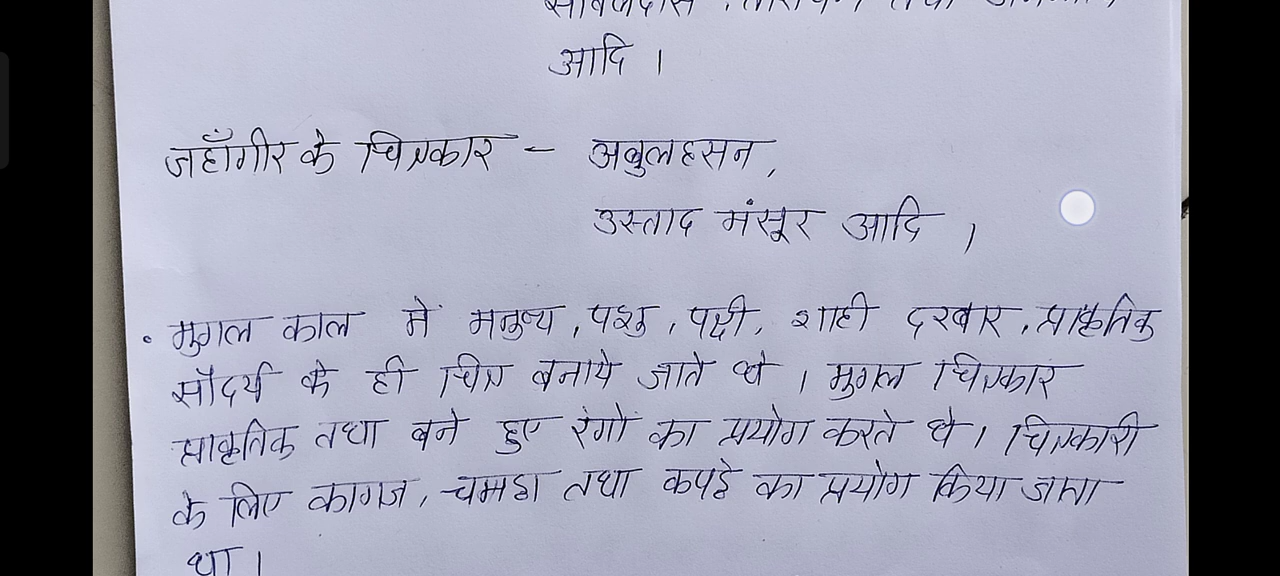 आदि ।
जहाँगीर के चित्रकार - अबुलहसन,
उस्ताद मंसूर आदि ।
• मुगल काल में मनुष्य, पशु, पक्षी, शाही दरबार, प्राकृतिक
सौंदर्य के ही चित्र बनाये जाते थे । मुगल चित्रकार
प्राकृतिक तथा बने हुए रंगों का प्रयोग करते थे । चित्रकारी
के लिए कागज, चमड़ा तथा कपड़े का प्रयोग किया जाता
था ।